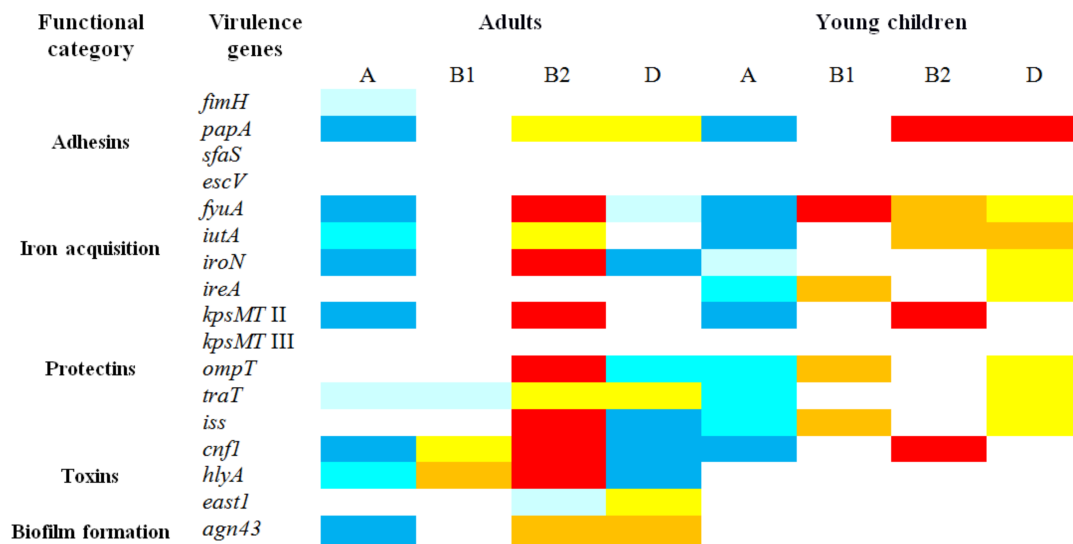 Functional category Virulence genes Adults Young children
A B1 B2 D A B1 B2 D
fimH
papA
Adhesins
sfaS
escV
fyuA
iutA
Iron acquisition
iroN
ireA
kpsMT II
kpsMT III
Protectins
ompT
traT
iss
cnf1
Toxins
hlyA
east1
Biofilm formation
agn43